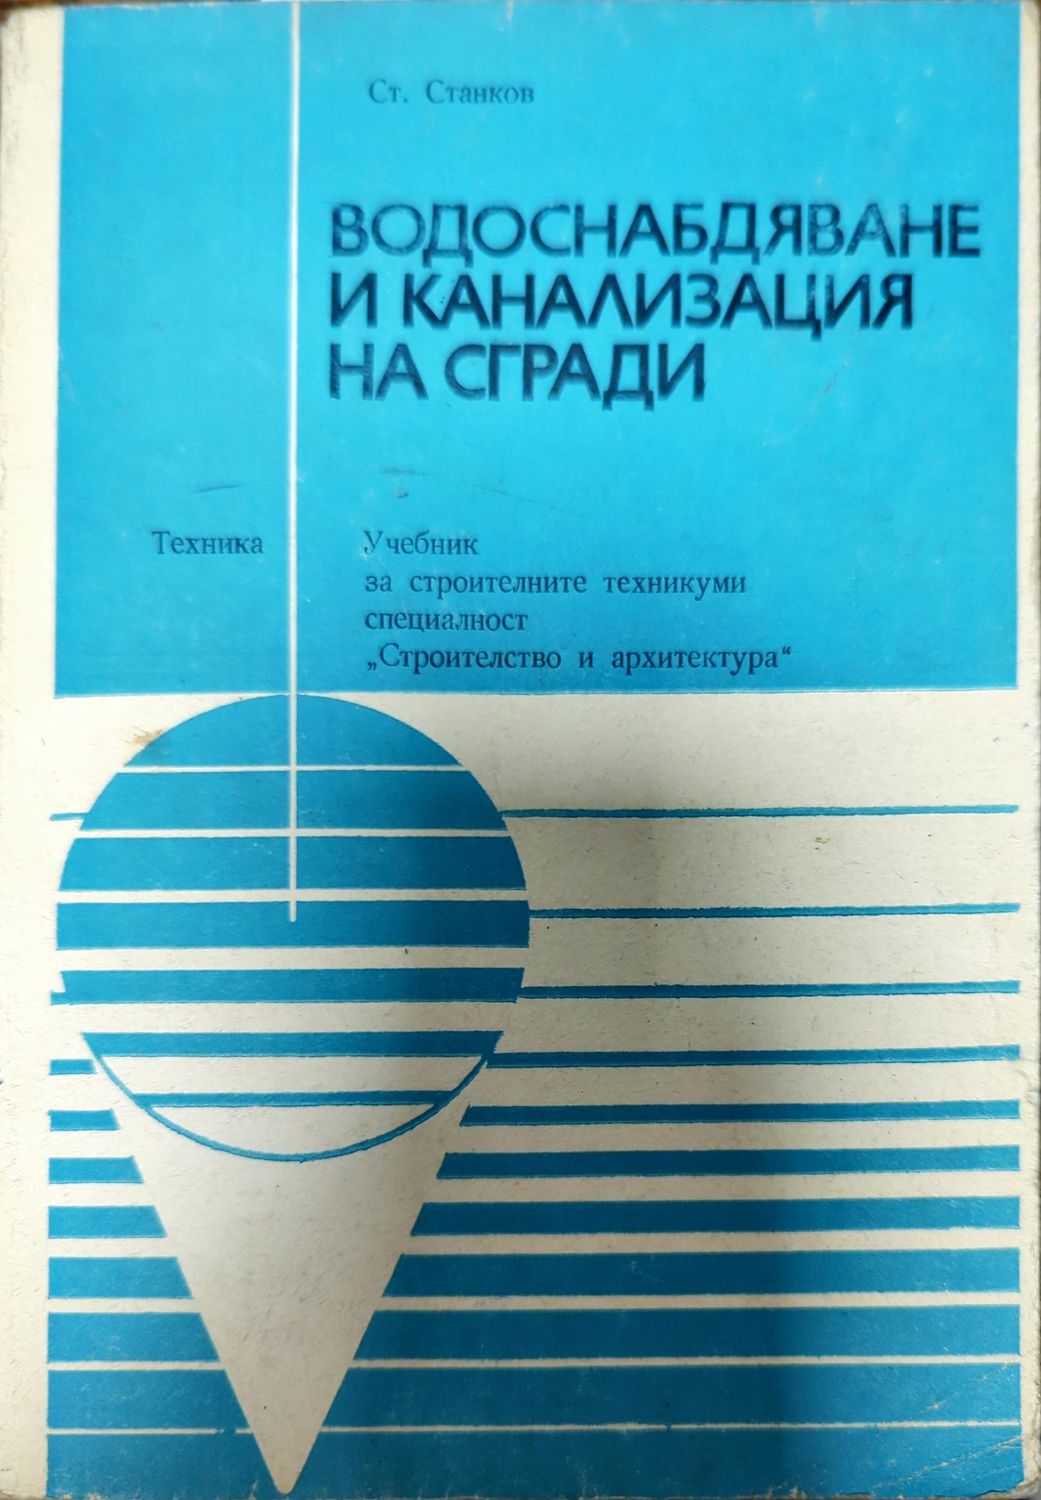 Ст. Станков
ВОДОСНАБДЯВАНЕ
И КАНАЛИЗАЦИЯ
НА СГРАДИ
Техника
Учебник
за строителните техникуми
специалност
„Строителство и архитектура“